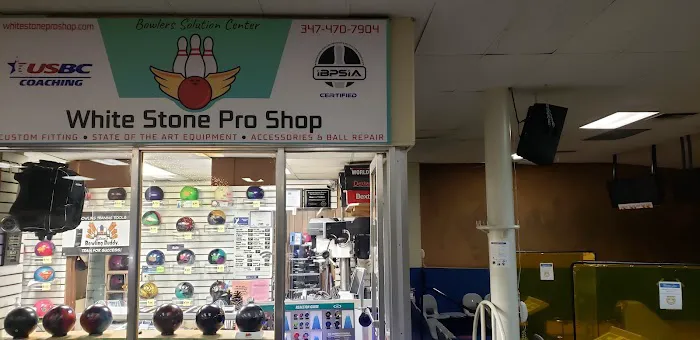 whitestoneproshop.com
Bowlers Solution Center
347-470-7904
USBC
COACHING
IBPSIA
CERTIFIED
White Stone Pro Shop
CUSTOM FITTING • STATE OF THE ART EQUIPMENT • ACCESSORIES & BALL REPAIR
WORLD
Bowling Buddy